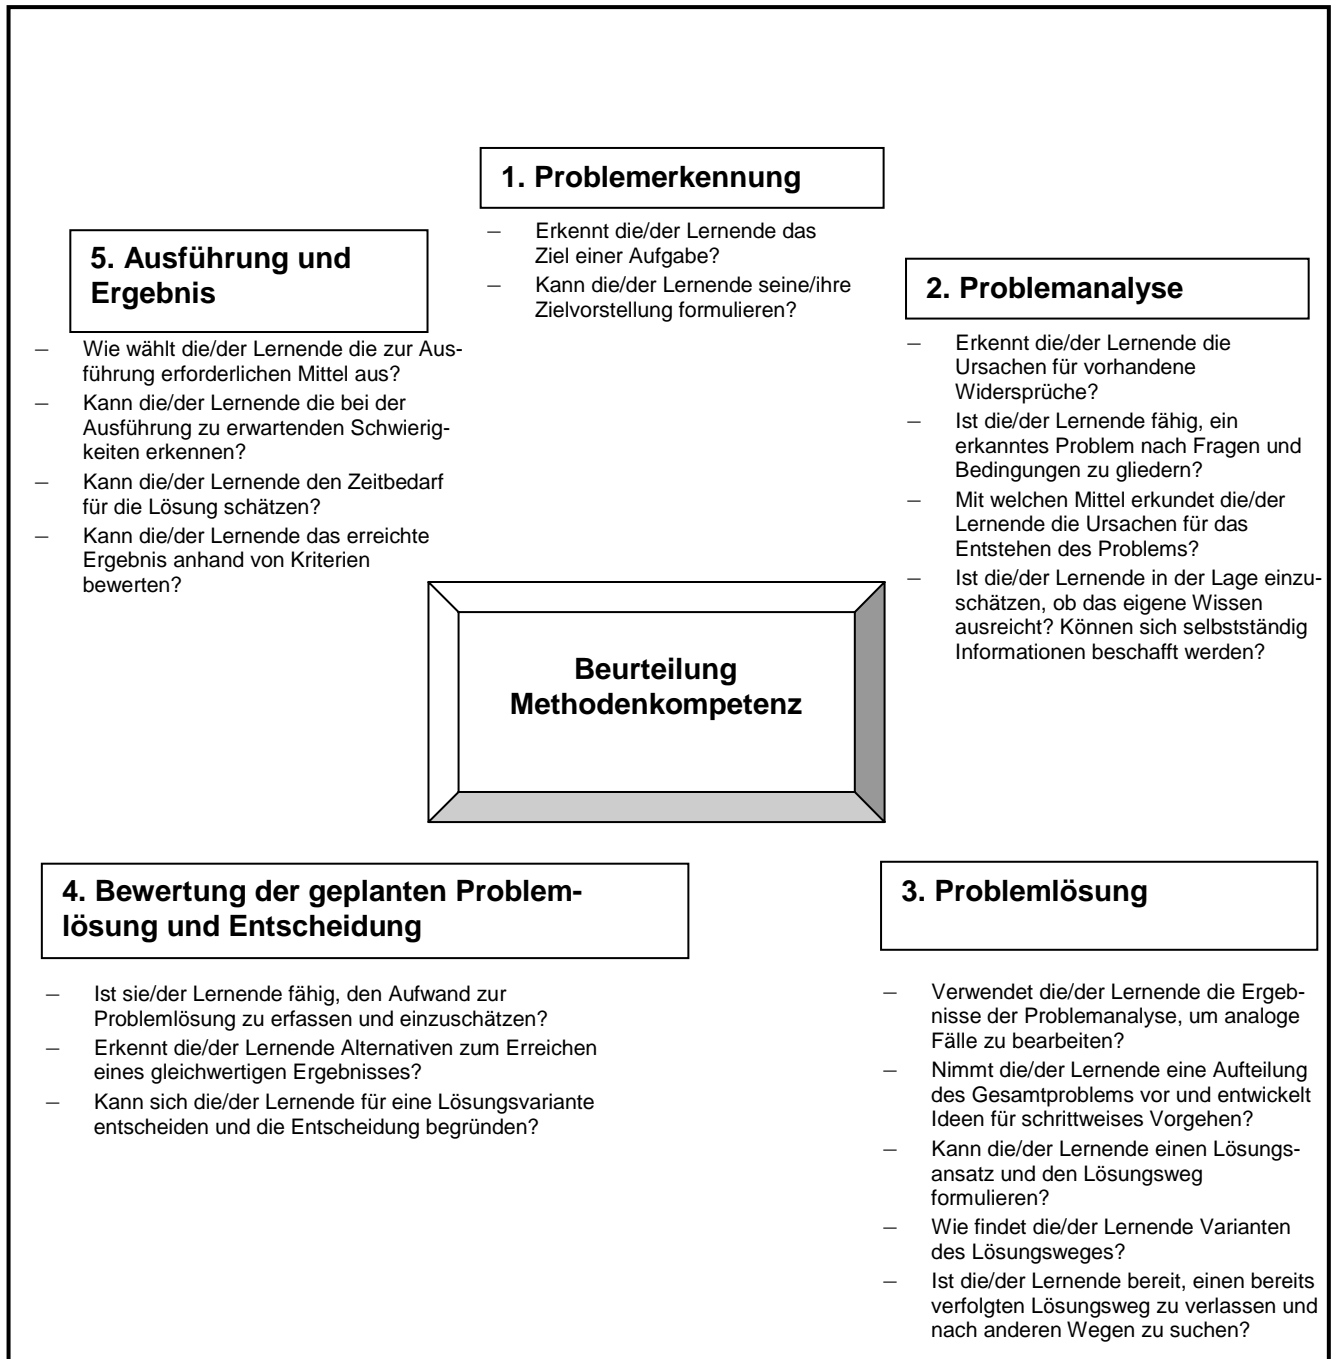 1. Problemerkennung
– Erkennt die/der Lernende das
Ziel einer Aufgabe?
– Kann die/der Lernende seine/ihre
Zielvorstellung formulieren?
2. Problemanalyse
– Erkennt die/der Lernende die
Ursachen für vorhandene
Widersprüche?
– Ist die/der Lernende fähig, ein
erkanntes Problem nach Fragen und
Bedingungen zu gliedern?
– Mit welchen Mittel erkundet die/der
Lernende die Ursachen für das
Entstehen des Problems?
– Ist die/der Lernende in der Lage einzu-
schätzen, ob das eigene Wissen
ausreicht? Können sich selbstständig
Informationen beschafft werden?
Beurteilung
Methodenkompetenz
3. Problemlösung
– Verwendet die/der Lernende die Ergeb-
nisse der Problemanalyse, um analoge
Fälle zu bearbeiten?
– Nimmt die/der Lernende eine Aufteilung
des Gesamtproblems vor und entwickelt
Ideen für schrittweises Vorgehen?
– Kann die/der Lernende einen Lösungs-
ansatz und den Lösungsweg
formulieren?
– Wie findet die/der Lernende Varianten
des Lösungsweges?
– Ist die/der Lernende bereit, einen bereits
verfolgten Lösungsweg zu verlassen und
nach anderen Wegen zu suchen?
4. Bewertung der geplanten Problem-
lösung und Entscheidung
– Ist sie/der Lernende fähig, den Aufwand zur
Problemlösung zu erfassen und einzuschätzen?
– Erkennt die/der Lernende Alternativen zum Erreichen
eines gleichwertigen Ergebnisses?
– Kann sich die/der Lernende für eine Lösungsvariante
entscheiden und die Entscheidung begründen?
5. Ausführung und
Ergebnis
– Wie wählt die/der Lernende die zur Aus-
führung erforderlichen Mittel aus?
– Kann die/der Lernende die bei der
Ausführung zu erwartenden Schwierig-
keiten erkennen?
– Kann die/der Lernende den Zeitbedarf
für die Lösung schätzen?
– Kann die/der Lernende das erreichte
Ergebnis anhand von Kriterien
bewerten?